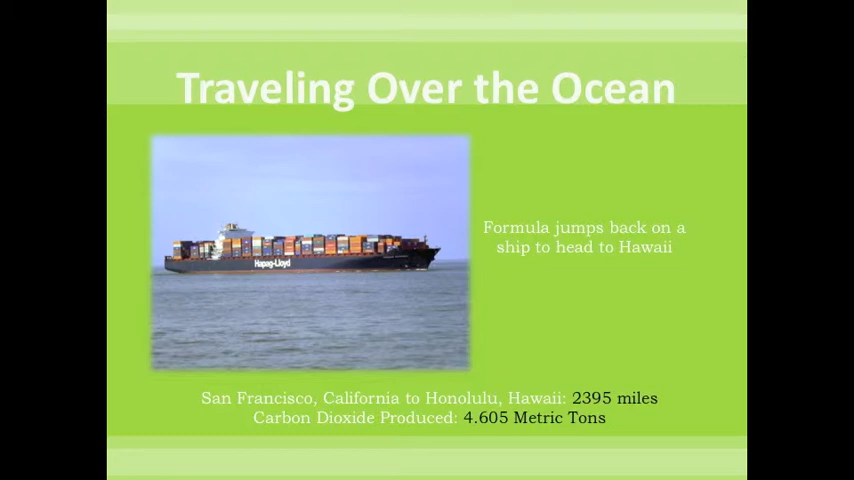 Traveling Over the Ocean
Hapag-Lloyd
Formula jumps back on a
ship to head to Hawaii
San Francisco, California to Honolulu, Hawaii: 2395 miles
Carbon Dioxide Produced: 4.605 Metric Tons